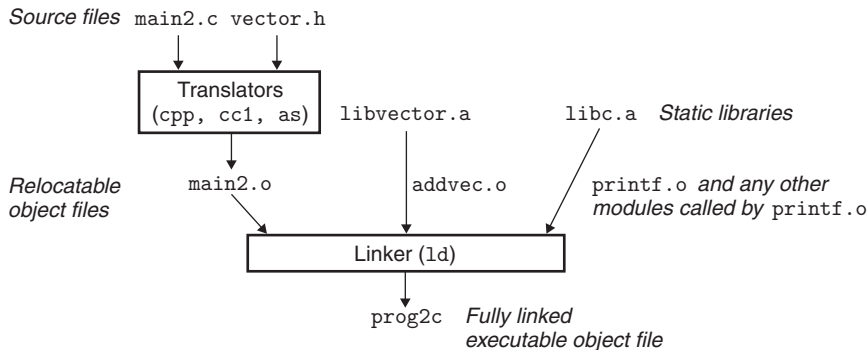 Source files main2.c vector.h
Translators
(cpp, cc1, as)
libvector.a
libc.a Static libraries
Relocatable
object files
main2.o
addvec.o
printf.o and any other
modules called by printf.o
Linker (ld)
prog2c
Fully linked
executable object file